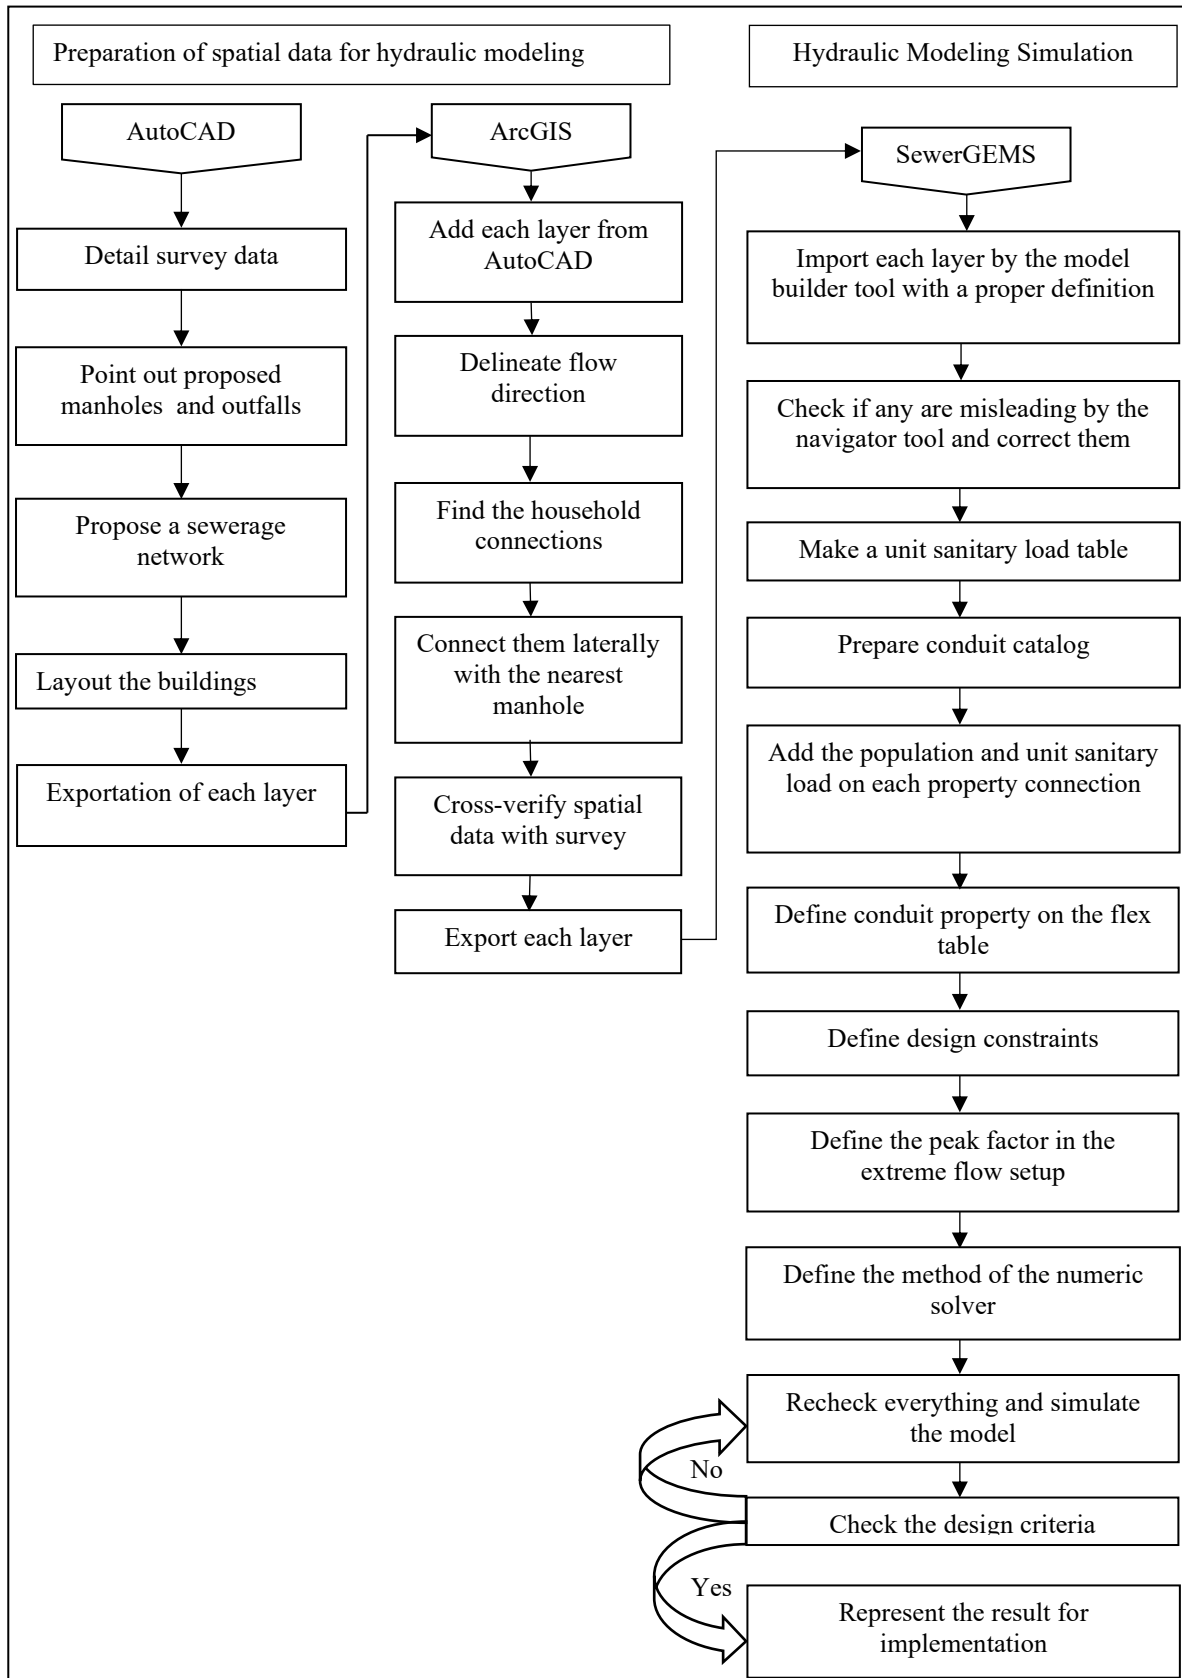 Preparation of spatial data for hydraulic modeling
Hydraulic Modeling Simulation
AutoCAD
Detail survey data
Point out proposed
manholes and outfalls
Propose a sewerage
network
Layout the buildings
Exportation of each layer
ArcGIS
Add each layer from
AutoCAD
Delineate flow
direction
Find the household
connections
Connect them laterally
with the nearest
manhole
Cross-verify spatial
data with survey
Export each layer
SewerGEMS
Import each layer by the model
builder tool with a proper definition
Check if any are misleading by the
navigator tool and correct them
Make a unit sanitary load table
Prepare conduit catalog
Add the population and unit sanitary
load on each property connection
Define conduit property on the flex
table
Define design constraints
Define the peak factor in the
extreme flow setup
Define the method of the numeric
solver
Recheck everything and simulate
the model
No
Check the design criteria
Yes
Represent the result for
implementation